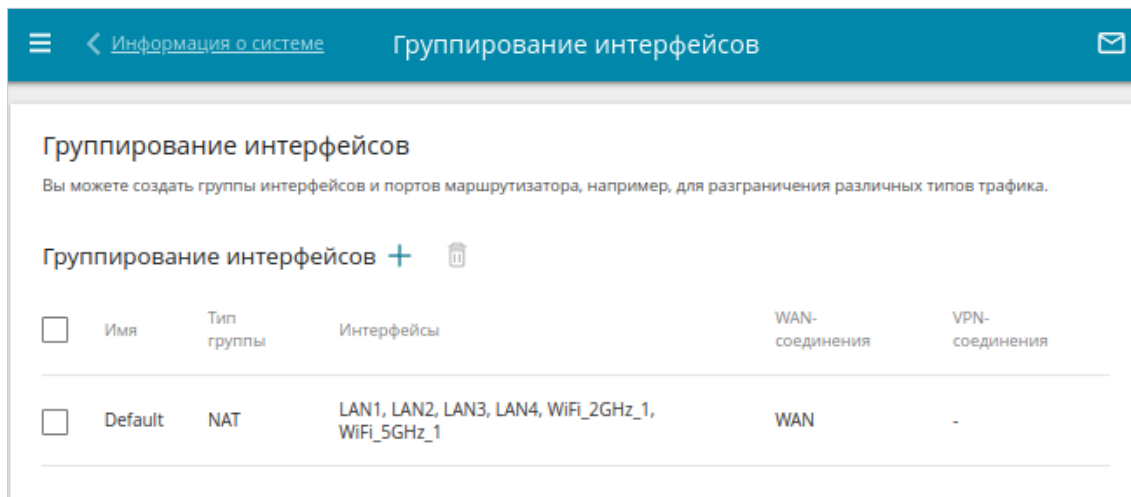 Информация о системе Группирование интерфейсов
Группирование интерфейсов
Вы можете создать группы интерфейсов и портов маршрутизатора, например, для разграничения различных типов трафика.
Группирование интерфейсов
Имя Тип группы Интерфейсы WAN-соединения VPN-соединения
Default NAT LAN1, LAN2, LAN3, LAN4, WiFi_2GHz_1, WiFi_5GHz_1 WAN -